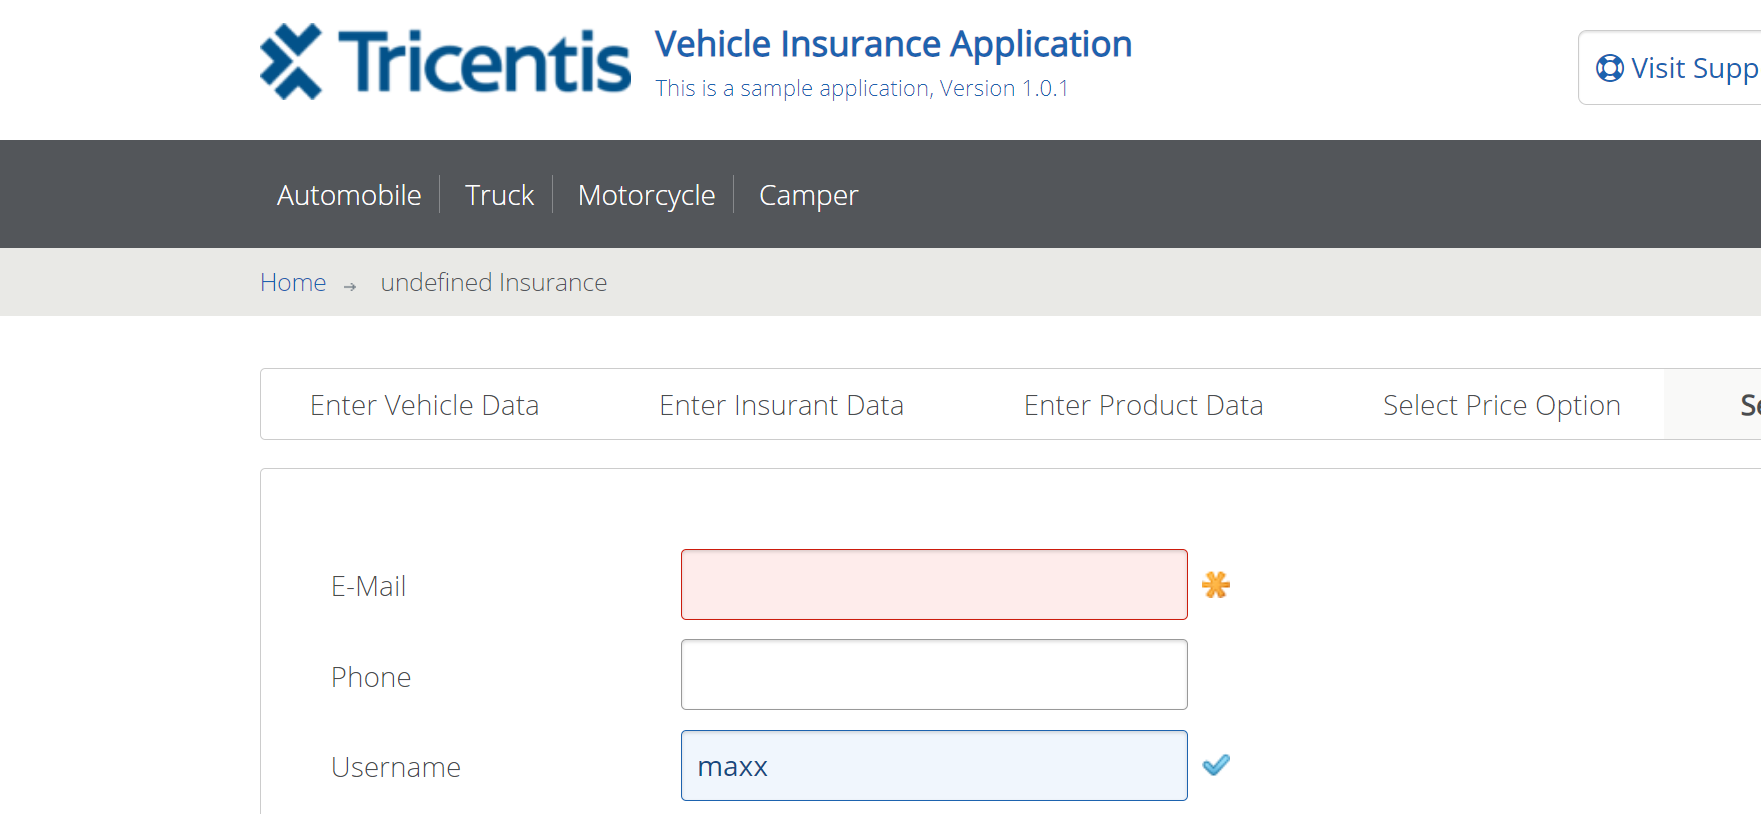 Tricentis
Vehicle Insurance Application
This is a sample application, Version 1.0.1
Visit Supp
Automobile
Truck
Motorcycle
Camper
Home → undefined Insurance
Enter Vehicle Data
Enter Insurant Data
Enter Product Data
Select Price Option
Se
E-Mail
Phone
Username
maxx